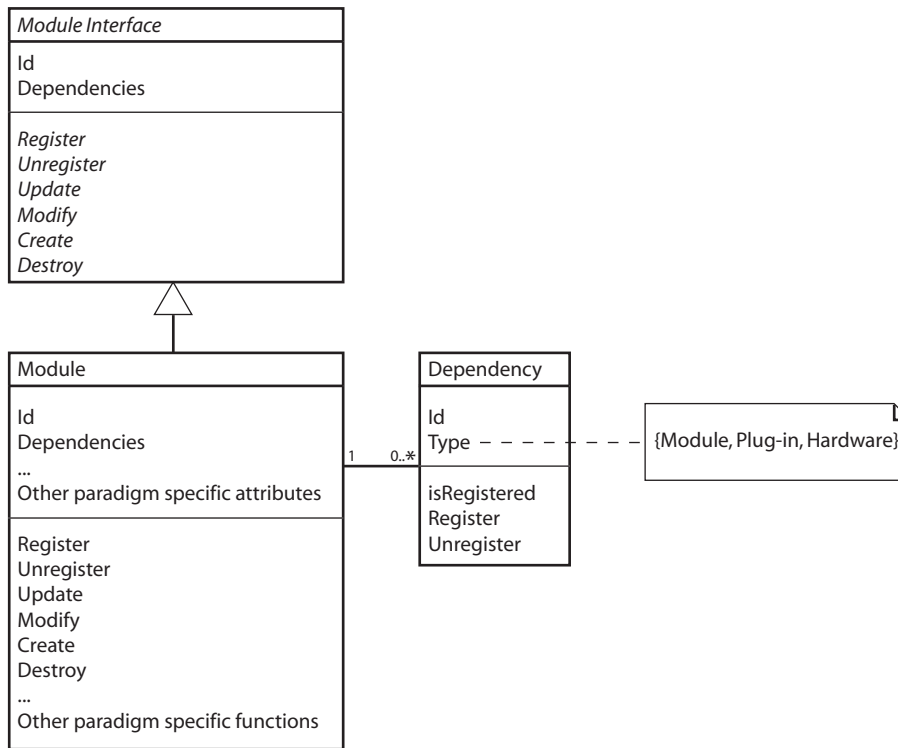 Module Interface
Id
Dependencies
Register
Unregister
Update
Modify
Create
Destroy
Module
Id
Dependencies
...
Other paradigm specific attributes
Register
Unregister
Update
Modify
Create
Destroy
...
Other paradigm specific functions
1
0..*
Dependency
Id
Type
isRegistered
Register
Unregister
{Module, Plug-in, Hardware}